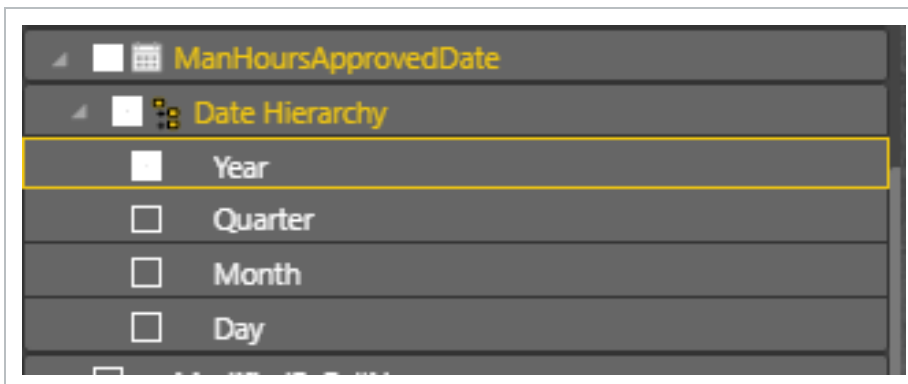 ManHoursApprovedDate
Date Hierarchy
Year
Quarter
Month
Day